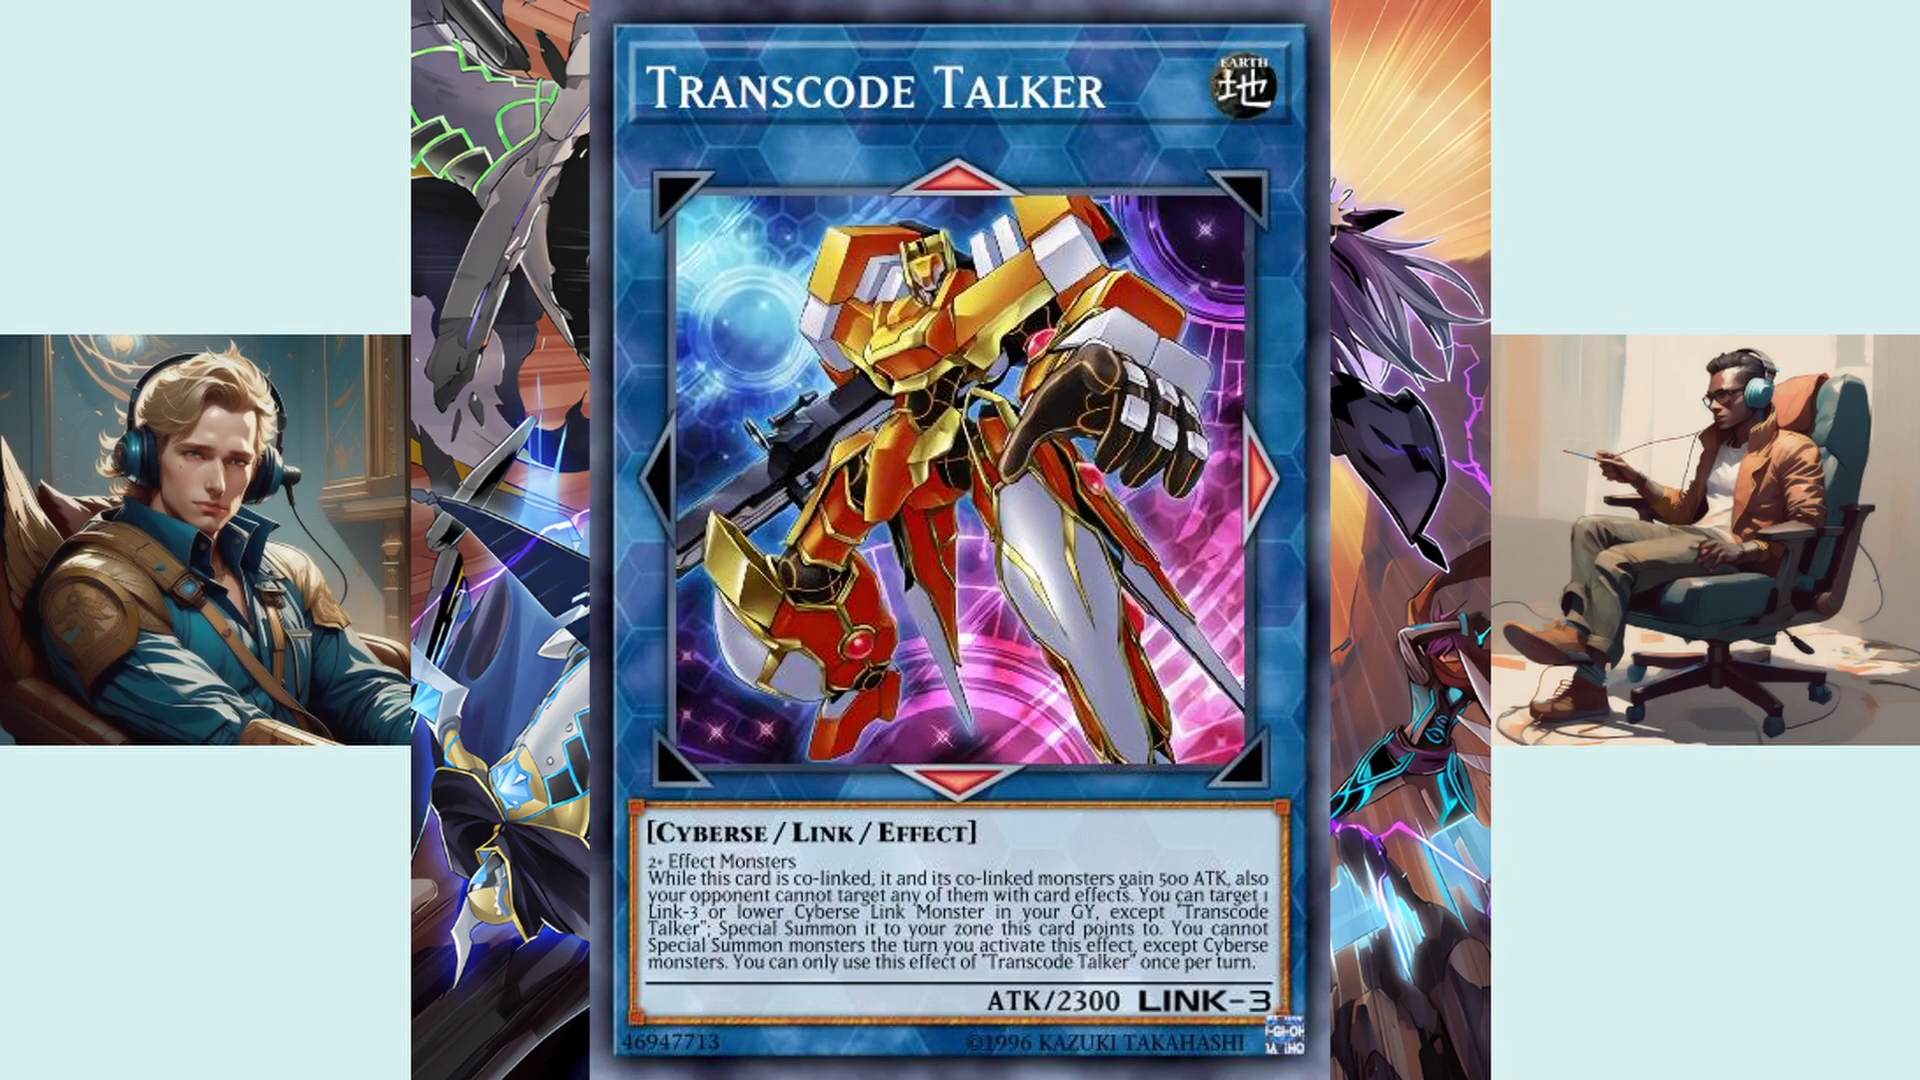 TRANSCODE TALKER
EARTH
地
[CYBERSE / LINK / EFFECT]
2+ Effect Monsters
While this card is co-linked, it and its co-linked monsters gain 500 ATK, also
your opponent cannot target any of them with card effects. You can target 1
Link-3 or lower Cyberse Link Monster in your GY, except "Transcode
Talker"; Special Summon it to your zone this card points to. You cannot
Special Summon monsters the turn you activate this effect, except Cyberse
monsters. You can only use this effect of "Transcode Talker" once per turn.
ATK/2300 LINK-3
46947713 ©1996 KAZUKI TAKAHASHI